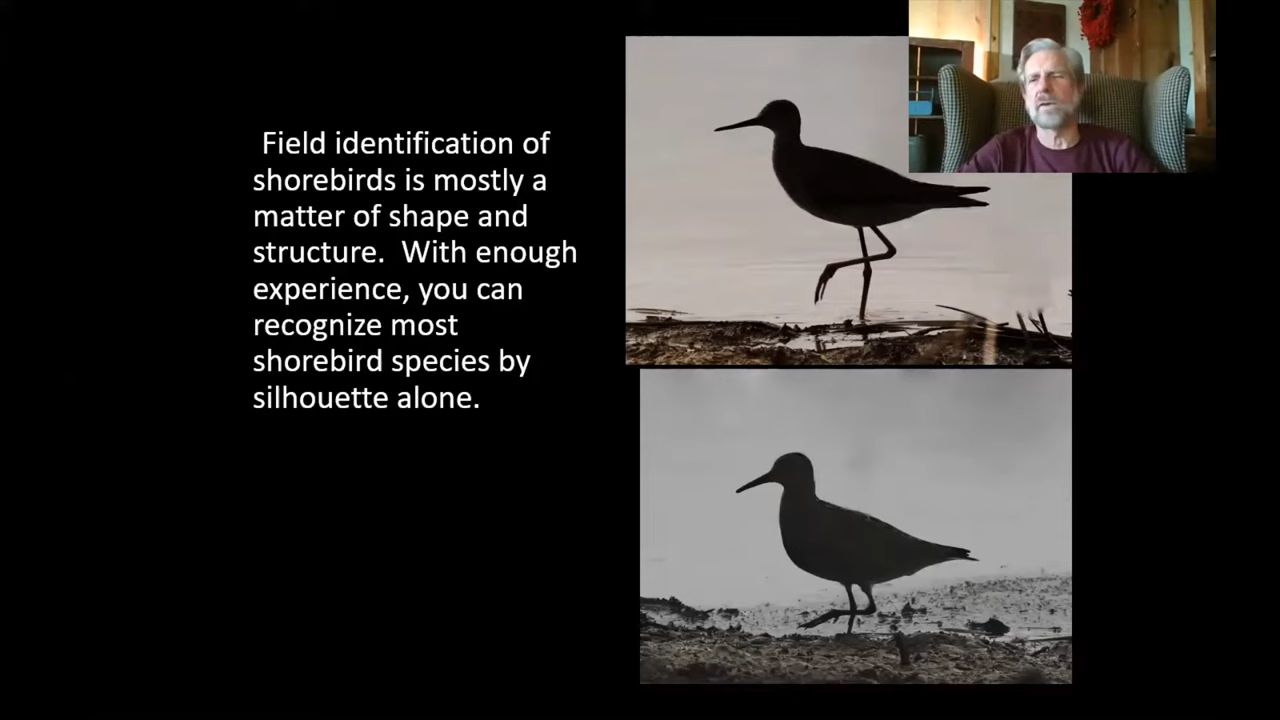 Field identification of
shorebirds is mostly a
matter of shape and
structure.  With enough
experience, you can
recognize most
shorebird species by
silhouette alone.